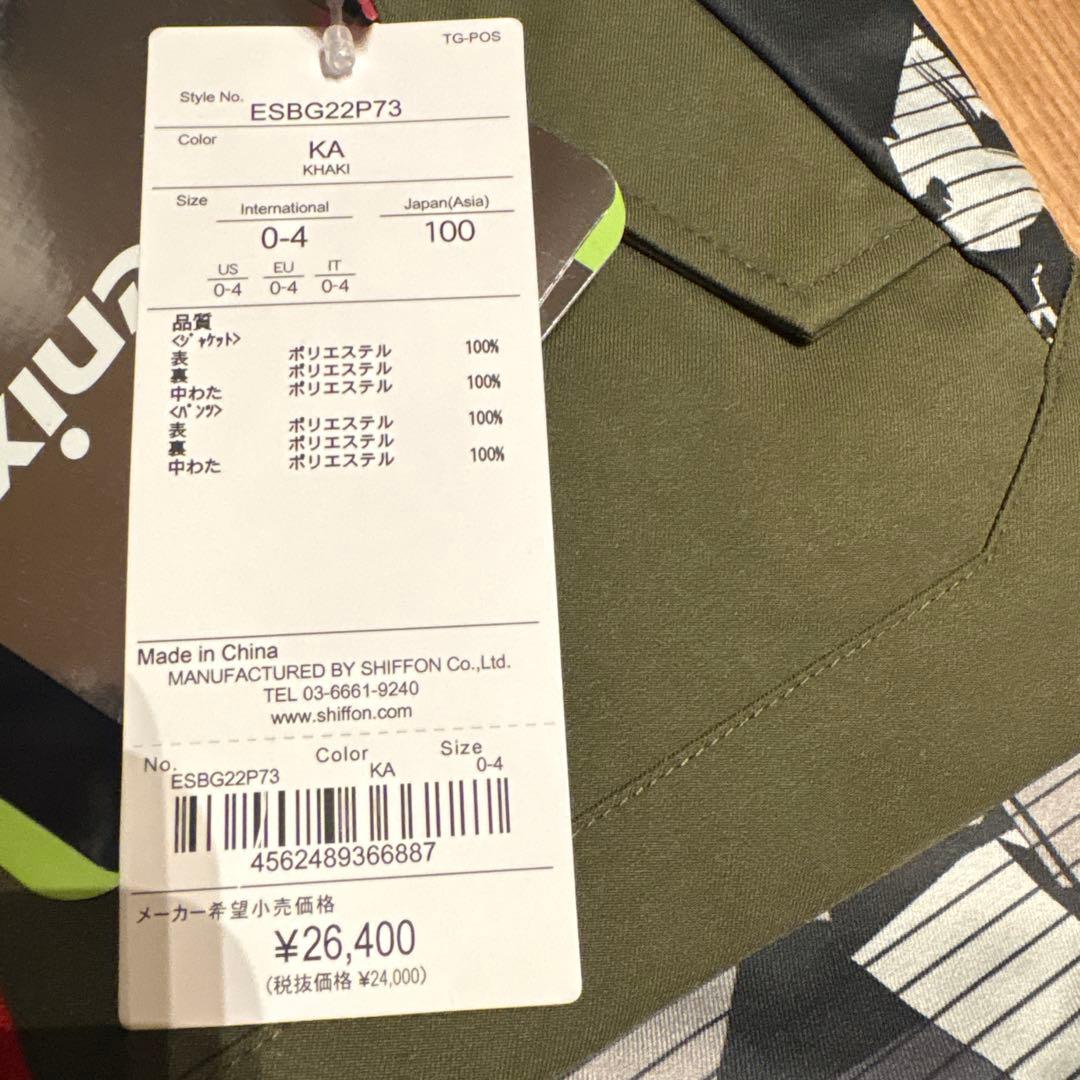 TG-POS
Style No. ESBG22P73
Color
KA
KHAKI
Size International Japan(Asia)
0-4 100
US EU IT
0-4 0-4 0-4
品質
<ジャケット>
表 ポリエステル 100%
裏 ポリエステル
中わた ポリエステル 100%
<パンツ>
表 ポリエステル 100%
裏 ポリエステル
中わた ポリエステル 100%
Made in China
MANUFACTURED BY SHIFFON Co.,Ltd.
TEL 03-6661-9240
www.shiffon.com
No. Color Size
ESBG22P73 KA 0-4
4562489366887
メーカー希望小売価格
¥26,400
(税抜価格 ¥24,000)
enix